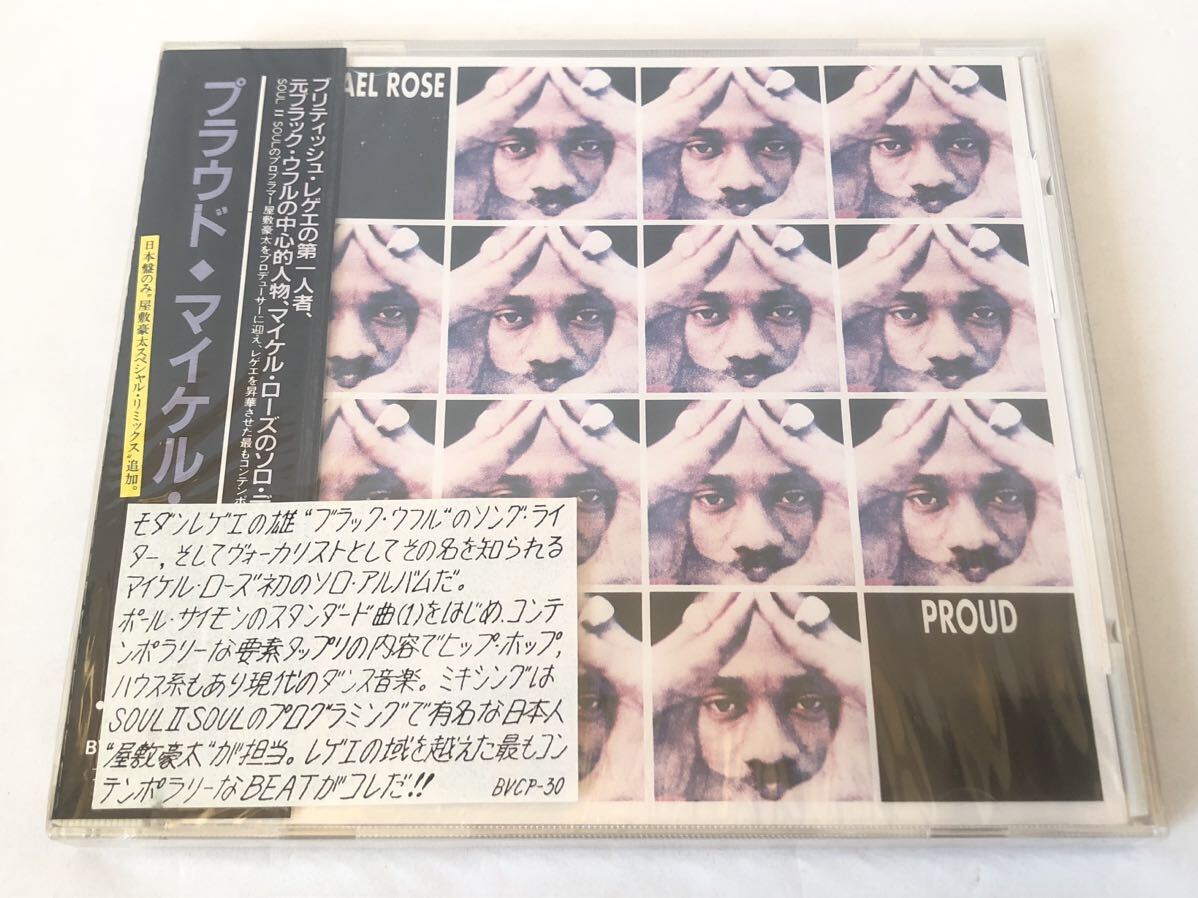 プラウド◆マイケル・
日本盤のみ“屋敷豪太スペシャル・リミックス”追加。
ブリティッシュ・レゲエの第一人者、
元ブラック・ウフルの中心的人物、マイケル・ローズのソロ・デ
SOUL II SOULのプログラマー屋敷豪太をプロデューサーに迎え、レゲエを昇華させた最もコンテンポ
AEL ROSE
PROUD
モダンレゲエの雄“ブラック・ウフル”のソング・ライ
ター,そしてヴォーカリストとしてその名を知られる
マイケル・ローズ初のソロ・アルバムだ。
ポール・サイモンのスタンダード曲(1)をはじめ、コンテ
ンポラリーな要素タップリの内容でヒップ・ホップ,
ハウス系もあり現代のダンス音楽。ミキシングは
SOULⅡSOULのプログラミングで有名な日本人
“屋敷豪太”が担当。レゲエの域を越えた最もコン
テンポラリーなBEATがコレだ!!
BVCP-30